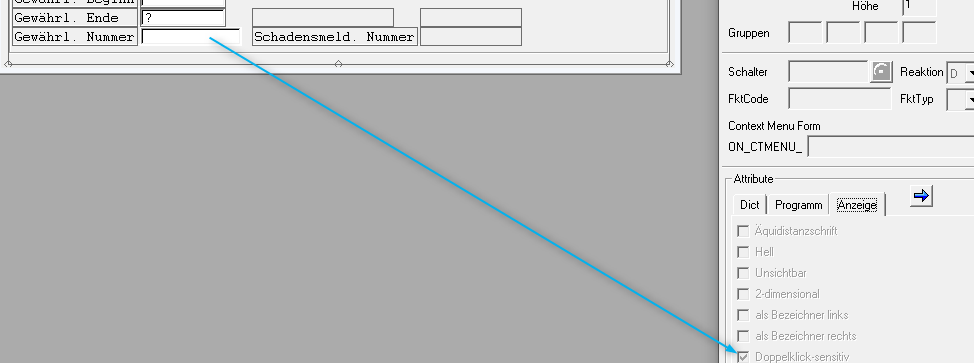 Gewährl. Beginn
Gewährl. Ende ?
Gewährl. Nummer Schadensmeld. Nummer
Höhe 1
Gruppen
Schalter Reaktion D
FktCode FktTyp
Context Menu Form
ON_CTMENU_
Attribute
Dict Programm Anzeige
Äquidistanzschrift
Hell
Unsichtbar
2-dimensional
als Bezeichner links
als Bezeichner rechts
Doppelklick-sensitiv